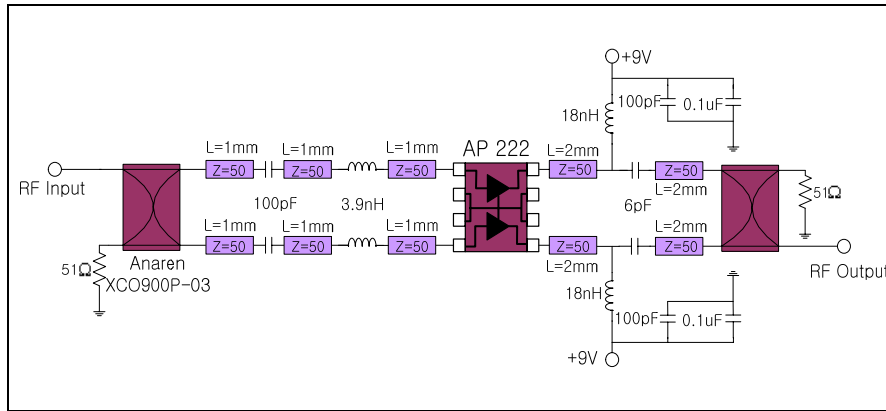 +9V
100pF 0.1uF
18nH
L=1mm L=1mm L=1mm AP 222 L=2mm
Z=50 Z=50 Z=50 Z=50 Z=50
L=2mm
RF Input
51Ω
100pF 3.9nH 6pF
L=1mm L=1mm L=1mm L=2mm
Z=50 Z=50 Z=50 Z=50 Z=50
L=2mm
51Ω
Anaren
XCO900P-03
RF Output
18nH
100pF 0.1uF
+9V